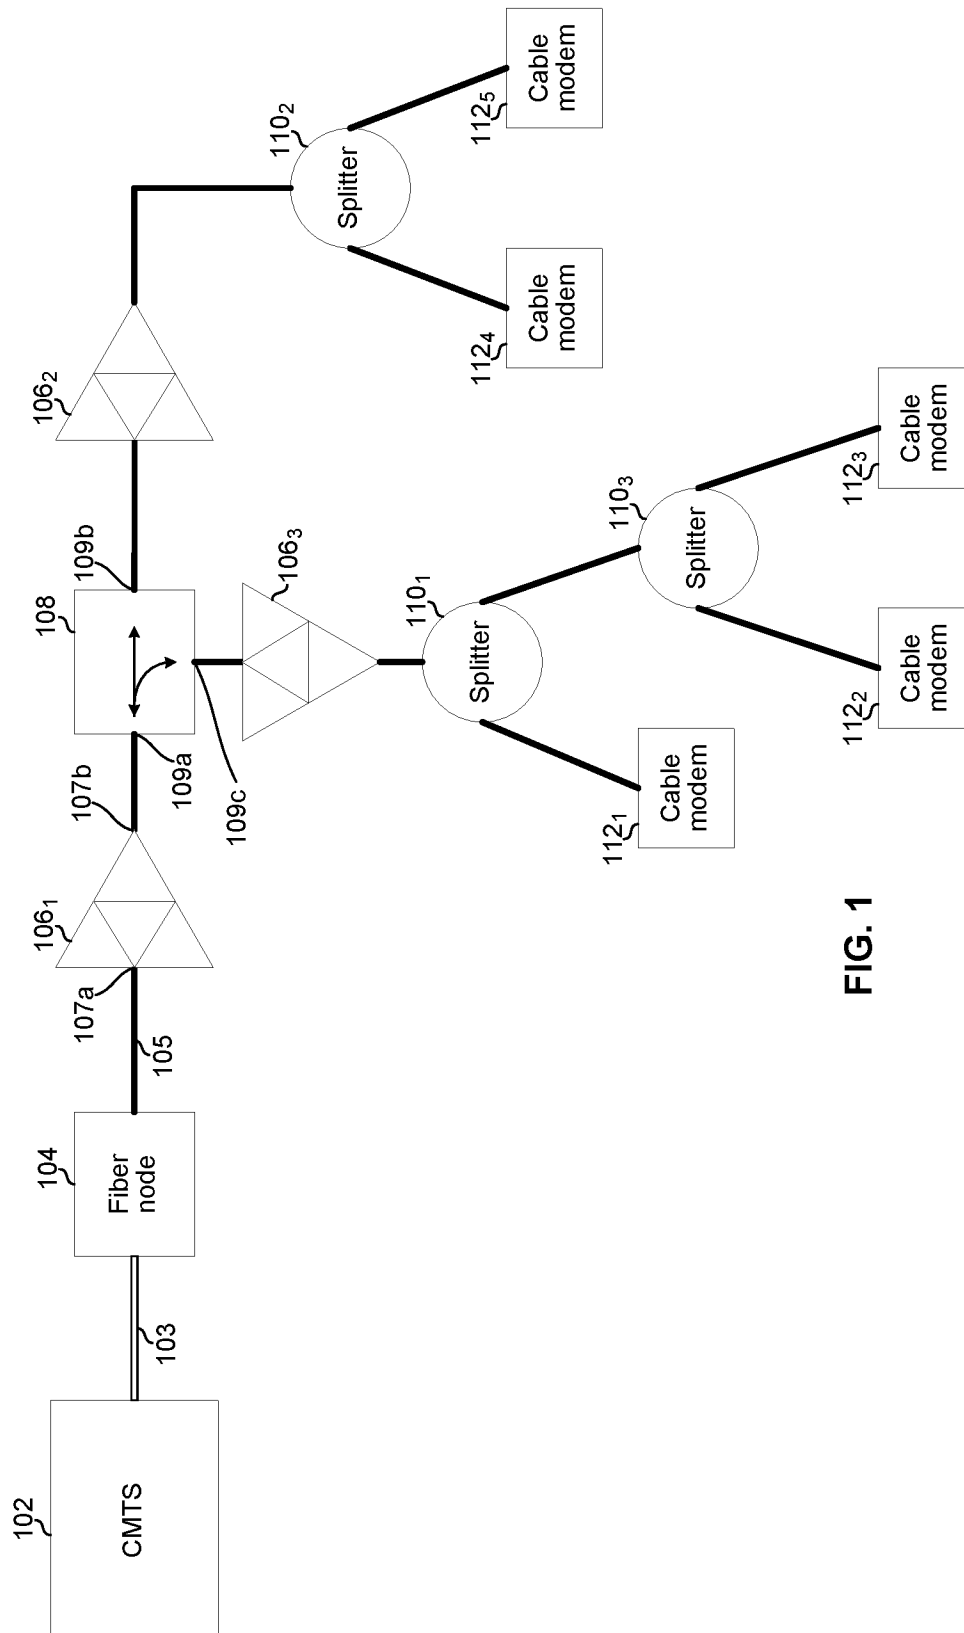 102
CMTS
103
104
Fiber
node
105
107a
106₁
107b
109a
108
109b
109c
106₂
106₃
110₁
Splitter
110₂
Splitter
110₃
Splitter
112₁
Cable
modem
112₂
Cable
modem
112₃
Cable
modem
112₄
Cable
modem
112₅
Cable
modem
FIG. 1